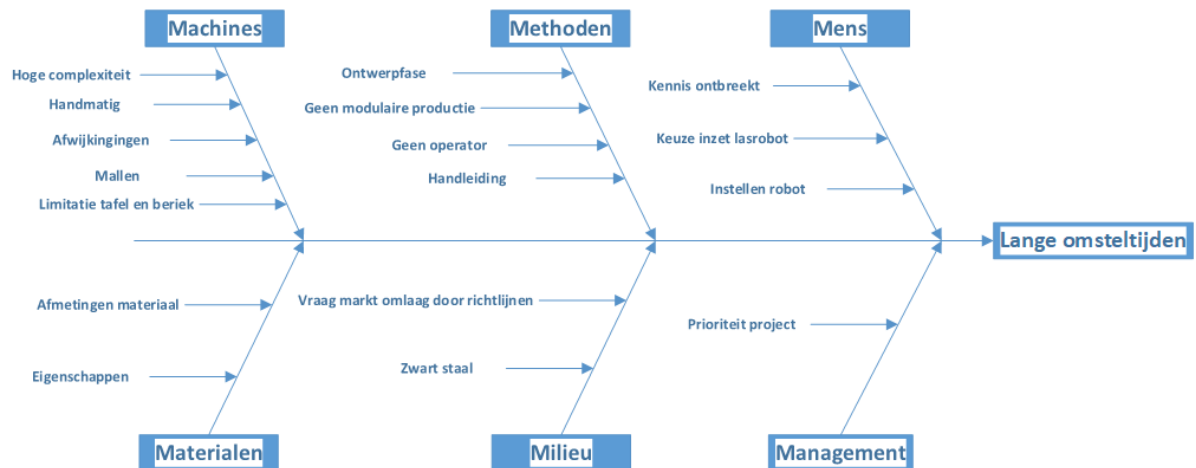 Machines
Methoden
Mens
Hoge complexiteit
Handmatig
Afwijkingingen
Mallen
Limitatie tafel en beriek
Ontwerpfase
Geen modulaire productie
Geen operator
Handleiding
Kennis ontbreekt
Keuze inzet lasrobot
Instellen robot
Lange omsteltijden
Afmetingen materiaal
Eigenschappen
Vraag markt omlaag door richtlijnen
Zwart staal
Prioriteit project
Materialen
Milieu
Management